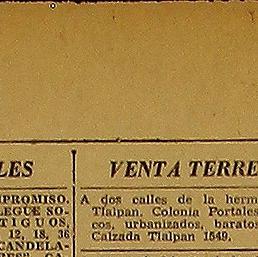 LES
PROMISO.
LEGUE SO-
TIGUOS,
12, 18, 36
CANDELA-
VENTA TERRE
A dos calles de la herm
Tlalpan, Colonia Portales
cos, urbanizados, baratos
Calzada Tlalpan 1549.